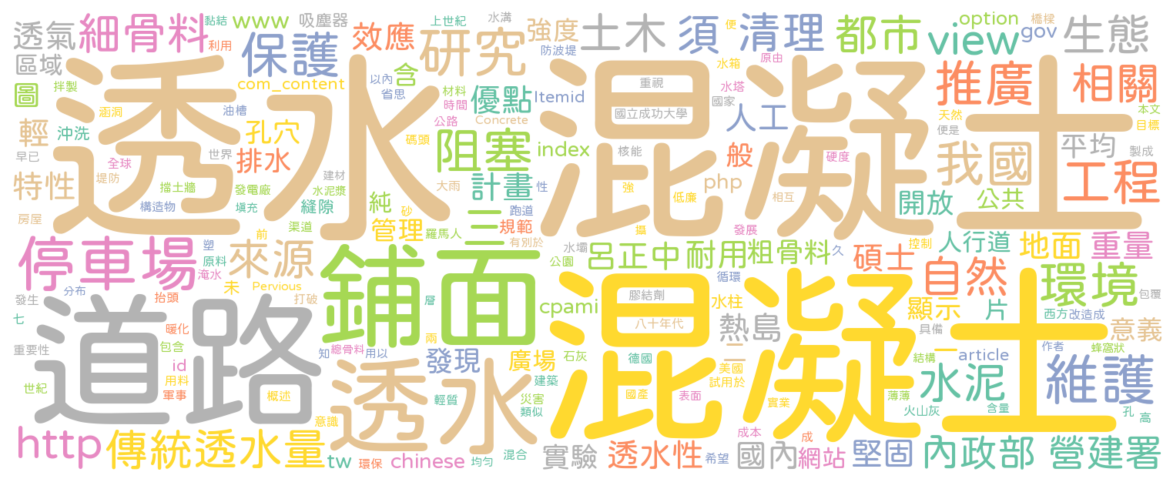 透氣 細骨料 黏結 www 吸塵器 上世紀 水溝 便 橋樑 option
區域 利用 保護 效應 研究 強度 防波堤 土木 須 清理 都市 view gov 生態
圖 拌製 com_content 含 以內 省思 材料 優點 Itemid 重視 水箱 原由 水塔 推廣 相關
透水 混凝土
輕 沖洗 涵洞 油槽 孔穴 碼頭 時間 公路 Concrete 國立成功大學 國家 人工 天然 本文 目標
早已 全球 世界 排水 阻塞 index 核能 般 硬度 我國 便是 平均 製成
特性 堤防 擋土牆 發電廠 建材 水泥漿 大雨 計畫 性 強 低廉 php 相互 工程
房屋 構造物 填充 縫隙 純 砂 三 跑道 規範 攝 發展 開放 公共
停車場 前 渠道 管理 羅馬人 有別於 水壩 呂正中 耐用 粗骨料 久 控制 人行道 地面 重量
塑 原料 來源 鋪面 公園 循環 碩士 自然 環境
七 發生 分布 淹水 抬頭 未 Pervious 打破 層 cpami 膠結劑 水柱 顯示 片 西方 改造成 包覆
道路 混凝土
重要性 暖化 包含 總骨料 用以 知 雨 發現 廣場 石灰 八十年代 熱島 二 一 具備 意義
id 用料 透水 德國 美國 結構 article 作者 蜂窩狀
世紀 軍事 概述 輕質 建築 災害 國產 表面 試用於 實業 薄薄 水泥 維護
http 傳統 透水量 意識 類似 火山灰 含量 孔 高
tw 環保 chinese 均勻 混合 實驗 透水性 成本 國內 成 網站 希望 堅固 內政部 營建署